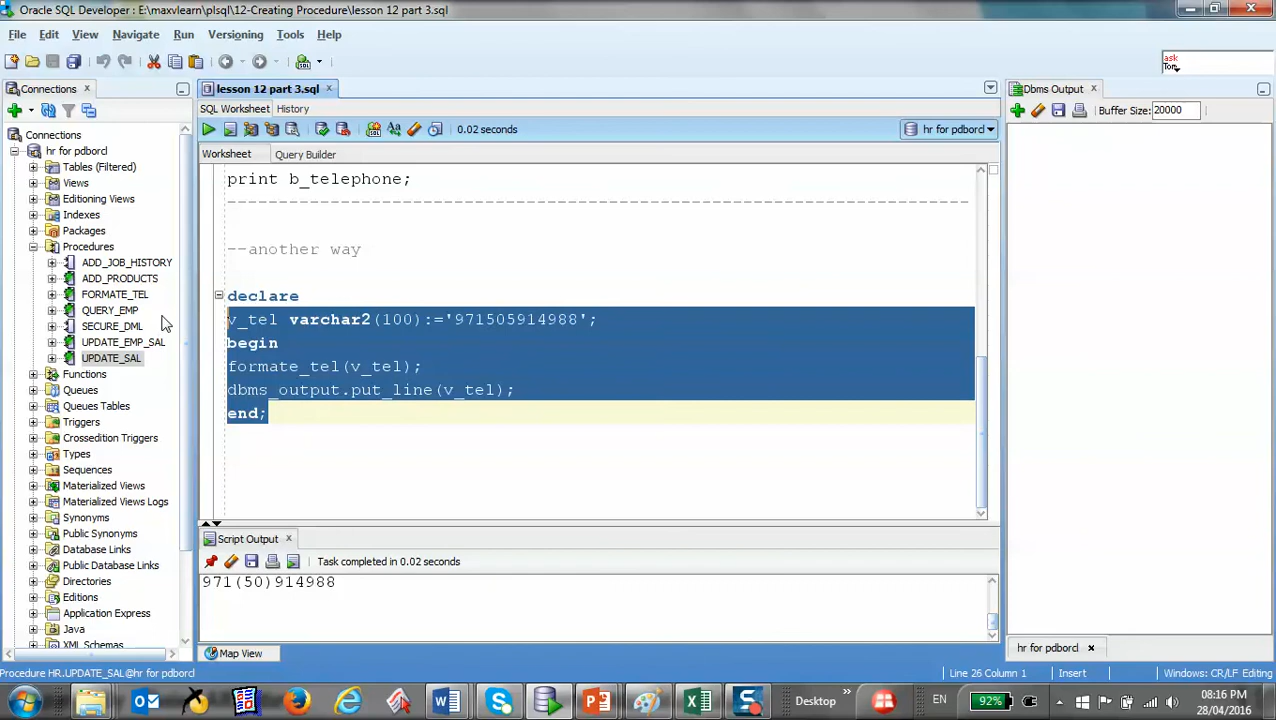 Oracle SQL Developer : E:\maxvlearn\plsql\12-Creating Procedure\lesson 12 part 3.sql
File Edit View Navigate Run Versioning Tools Help
ask
Tom
Connections
lesson 12 part 3.sql
Dbms Output
SQL Worksheet History
Buffer Size: 20000
0.02 seconds
hr for pdborcl
Worksheet Query Builder
Connections
hr for pdborcl
Tables (Filtered)
Views
Editioning Views
Indexes
Packages
Procedures
ADD_JOB_HISTORY
ADD_PRODUCTS
FORMATE_TEL
QUERY_EMP
SECURE_DML
UPDATE_EMP_SAL
UPDATE_SAL
Functions
Queues
Queues Tables
Triggers
Crossedition Triggers
Types
Sequences
Materialized Views
Materialized Views Logs
Synonyms
Public Synonyms
Database Links
Public Database Links
Directories
Editions
Application Express
Java
XML Schemas
print b_telephone;
--------------------------------------------------------------------------
--another way
declare
v_tel varchar2(100):='971505914988';
begin
formate_tel(v_tel);
dbms_output.put_line(v_tel);
end;
Script Output
Task completed in 0.02 seconds
971(50)914988
Map View
hr for pdborcl
Procedure HR.UPDATE_SAL@hr for pdborcl
Line 26 Column 1
Insert
Windows: CR/LF Editing
Desktop
EN
92%
08:16 PM
28/04/2016